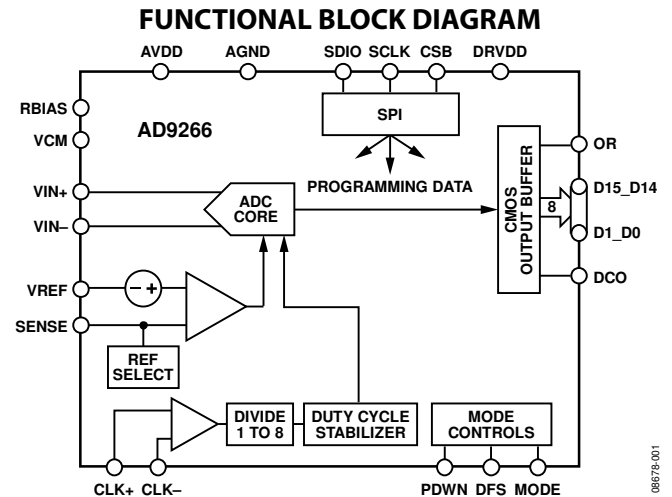 FUNCTIONAL BLOCK DIAGRAM
AVDD AGND SDIO SCLK CSB DRVDD
RBIAS
VCM
AD9266
SPI
PROGRAMMING DATA
VIN+
VIN–
ADC
CORE
CMOS
OUTPUT BUFFER
OR
8
D15_D14
D1_D0
DCO
VREF
– +
SENSE
REF
SELECT
DIVIDE
1 TO 8
DUTY CYCLE
STABILIZER
MODE
CONTROLS
CLK+ CLK– PDWN DFS MODE
08678-001